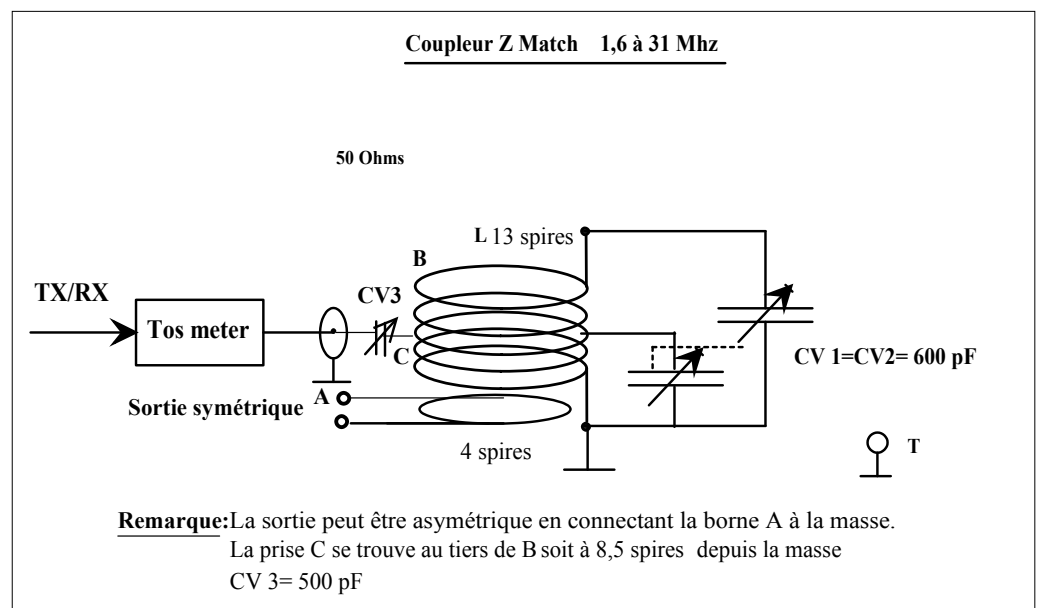 Coupleur Z Match 1,6 à 31 Mhz
50 Ohms
L 13 spires
B
TX/RX
CV3
Tos meter
C
CV 1=CV2= 600 pF
Sortie symétrique
A
T
4 spires
Remarque:La sortie peut être asymétrique en connectant la borne A à la masse.
La prise C se trouve au tiers de B soit à 8,5 spires depuis la masse
CV 3= 500 pF